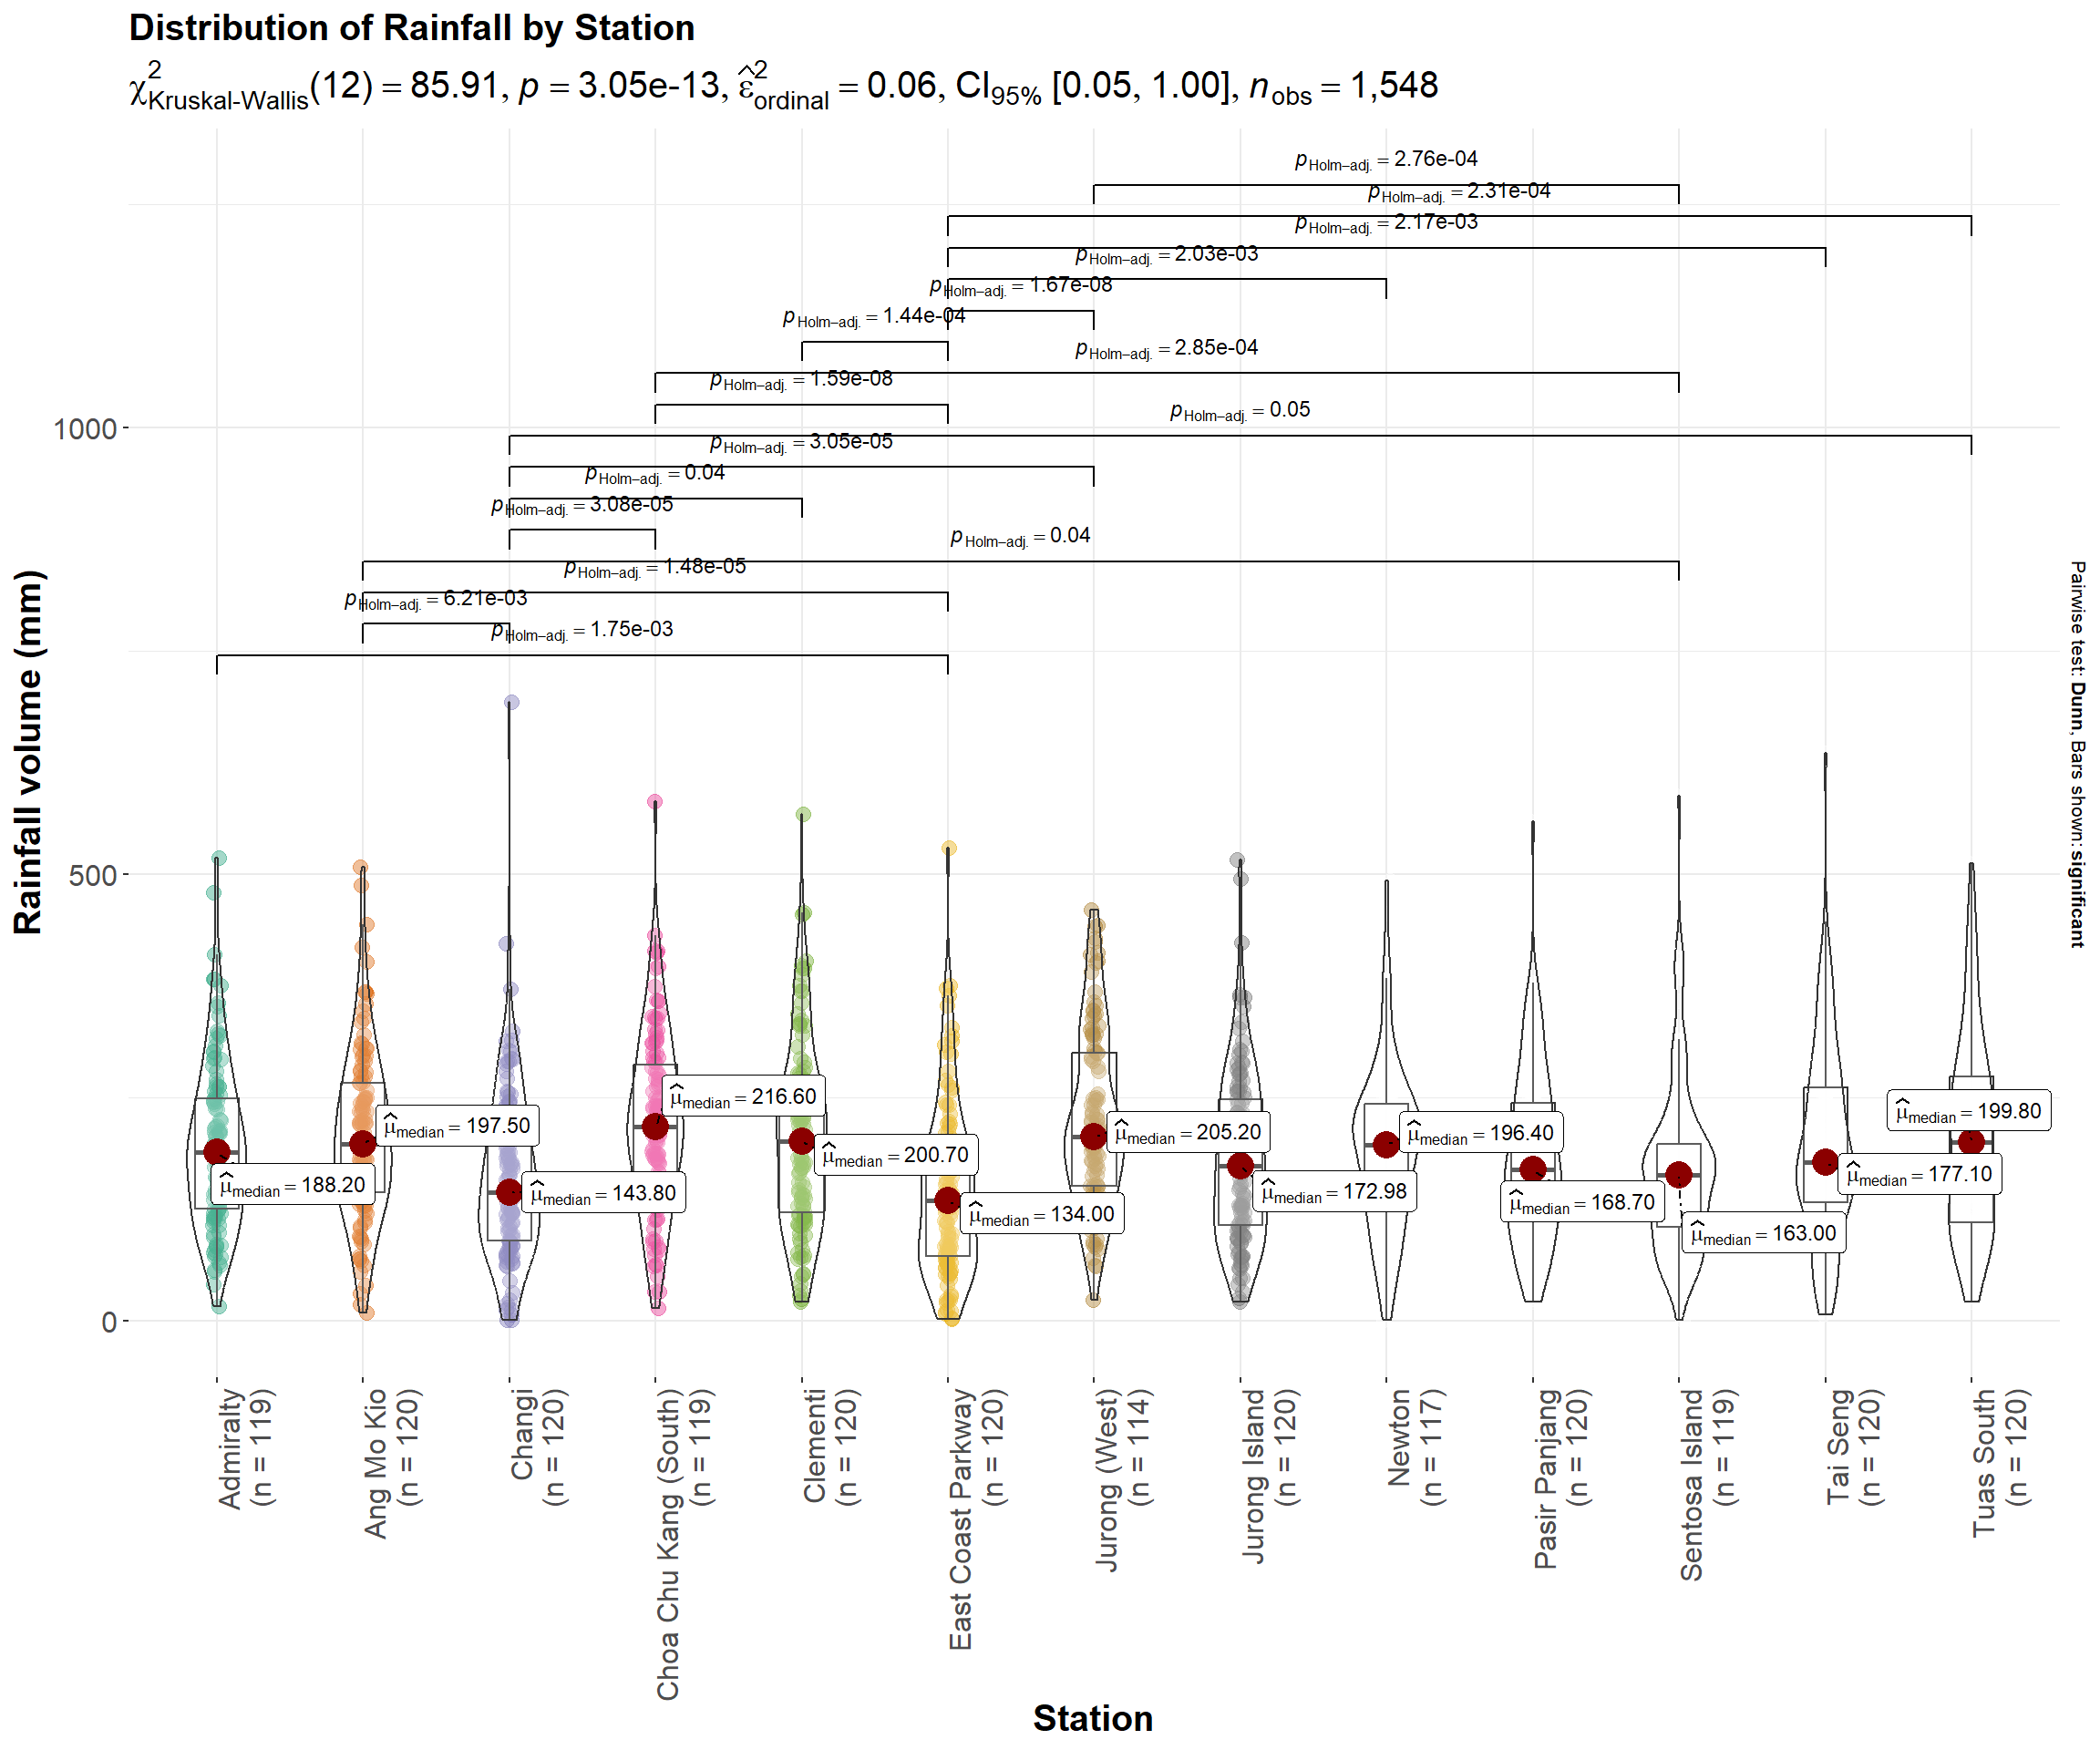 Distribution of Rainfall by Station
χ²Kruskal-Wallis(12) = 85.91, p = 3.05e-13, ε̂²ordinal = 0.06, CI95% [0.05, 1.00], nobs = 1,548
pHolm–adj. = 2.76e-04
pHolm–adj. = 2.31e-04
pHolm–adj. = 2.17e-03
pHolm–adj. = 2.03e-03
pHolm–adj. = 1.67e-08
pHolm–adj. = 1.44e-04
pHolm–adj. = 2.85e-04
pHolm–adj. = 1.59e-08
pHolm–adj. = 0.05
pHolm–adj. = 3.05e-05
pHolm–adj. = 0.04
pHolm–adj. = 3.08e-05
pHolm–adj. = 0.04
pHolm–adj. = 1.48e-05
pHolm–adj. = 6.21e-03
pHolm–adj. = 1.75e-03
1000
500
0
Rainfall volume (mm)
Pairwise test: Dunn, Bars shown: significant
μ̂median = 188.20
μ̂median = 197.50
μ̂median = 143.80
μ̂median = 216.60
μ̂median = 200.70
μ̂median = 134.00
μ̂median = 205.20
μ̂median = 172.98
μ̂median = 196.40
μ̂median = 168.70
μ̂median = 163.00
μ̂median = 177.10
μ̂median = 199.80
Admiralty
(n = 119)
Ang Mo Kio
(n = 120)
Changi
(n = 120)
Choa Chu Kang (South)
(n = 119)
Clementi
(n = 120)
East Coast Parkway
(n = 120)
Jurong (West)
(n = 114)
Jurong Island
(n = 120)
Newton
(n = 117)
Pasir Panjang
(n = 120)
Sentosa Island
(n = 119)
Tai Seng
(n = 120)
Tuas South
(n = 120)
Station